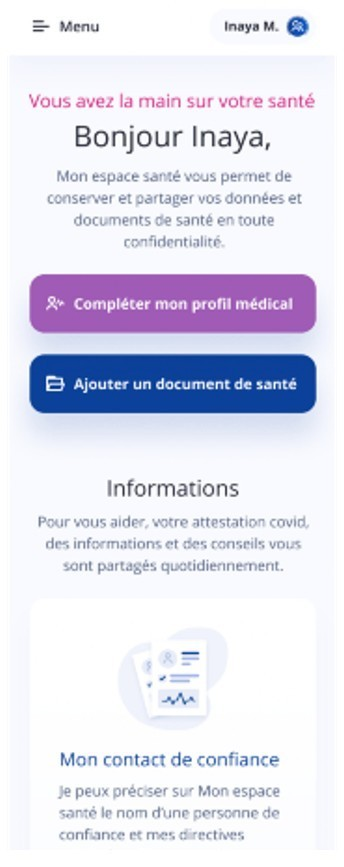 Menu
Inaya M.
Vous avez la main sur votre santé
Bonjour Inaya,
Mon espace santé vous permet de
conserver et partager vos données et
documents de santé en toute
confidentialité.
Compléter mon profil médical
Ajouter un document de santé
Informations
Pour vous aider, votre attestation covid,
des informations et des conseils vous
sont partagés quotidiennement.
Mon contact de confiance
Je peux préciser sur Mon espace
santé le nom d'une personne de
confiance et mes directives